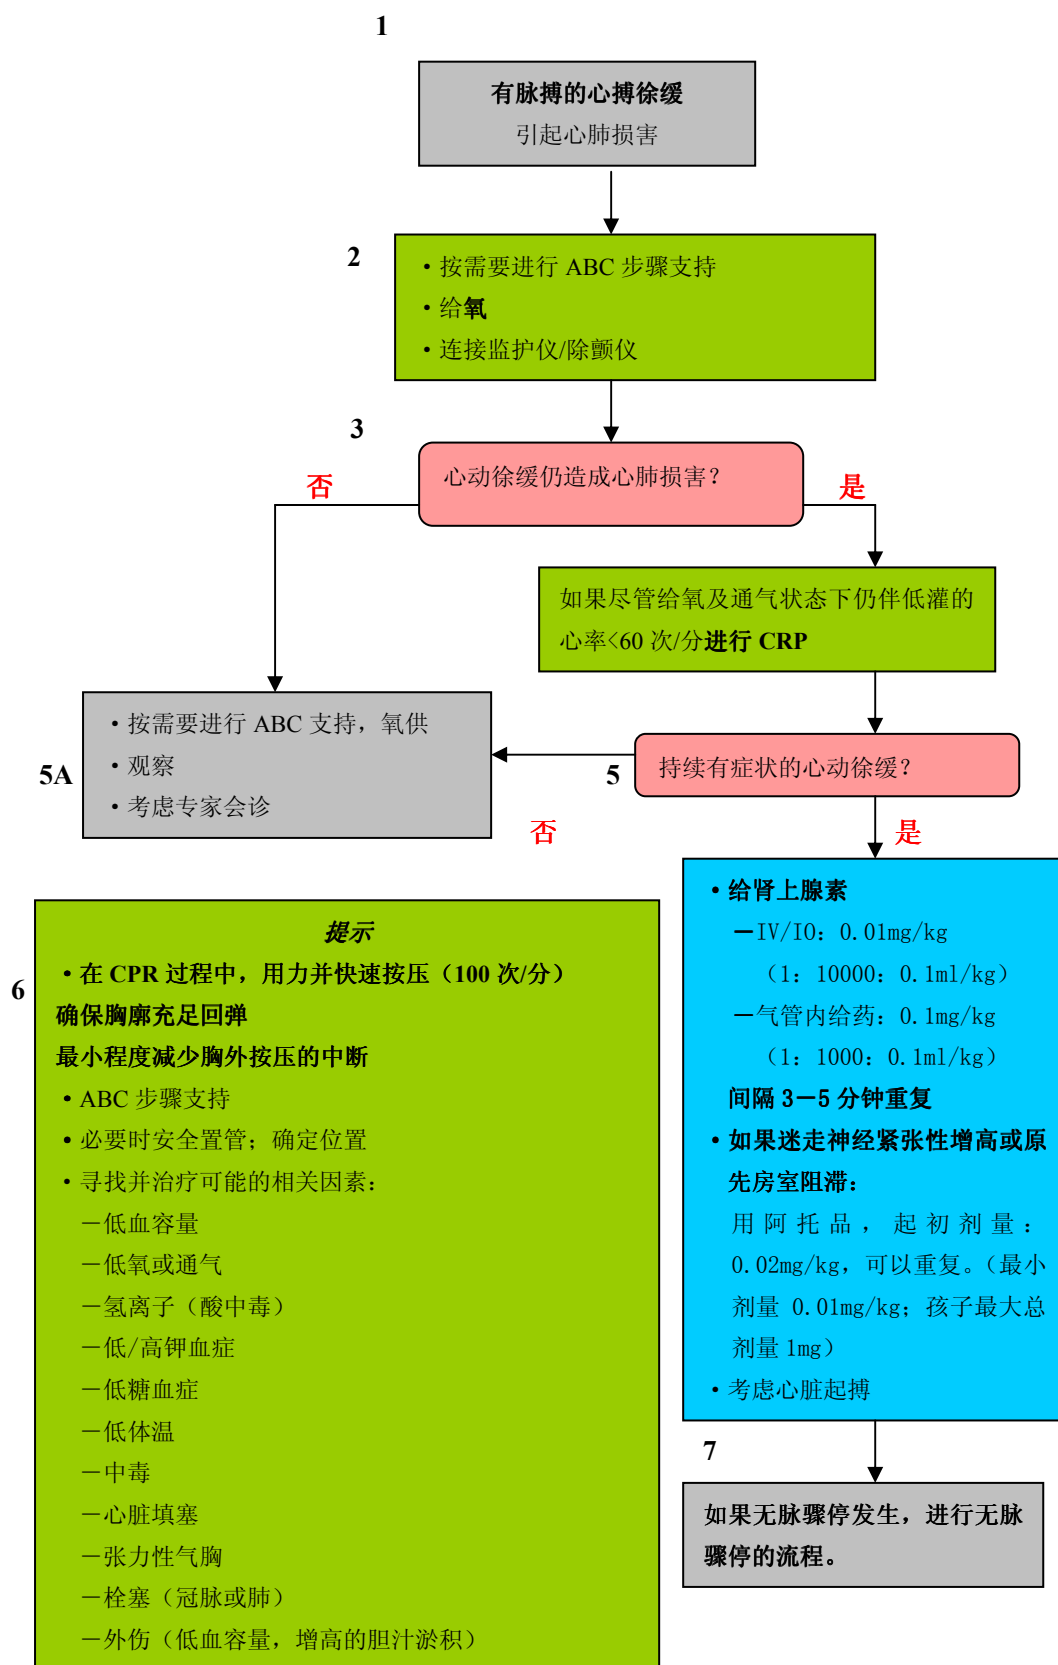 1
有脉搏的心搏徐缓
引起心肺损害
2
·按需要进行 ABC 步骤支持
·给氧
·连接监护仪/除颤仪
3
心动徐缓仍造成心肺损害？
否
是
如果尽管给氧及通气状态下仍伴低灌的
心率<60 次/分进行 CRP
5A
·按需要进行 ABC 支持，氧供
·观察
·考虑专家会诊
5
持续有症状的心动徐缓？
否
是
·给肾上腺素
－IV/IO：0.01mg/kg
（1：10000：0.1ml/kg）
－气管内给药：0.1mg/kg
（1：1000：0.1ml/kg）
间隔 3－5 分钟重复
·如果迷走神经紧张性增高或原
先房室阻滞：
用阿托品，起初剂量：
0.02mg/kg，可以重复。（最小
剂量 0.01mg/kg；孩子最大总
剂量 1mg）
·考虑心脏起搏
6
提示
·在 CPR 过程中，用力并快速按压（100 次/分）
确保胸廓充足回弹
最小程度减少胸外按压的中断
·ABC 步骤支持
·必要时安全置管；确定位置
·寻找并治疗可能的相关因素：
－低血容量
－低氧或通气
－氢离子（酸中毒）
－低/高钾血症
－低糖血症
－低体温
－中毒
－心脏填塞
－张力性气胸
－栓塞（冠脉或肺）
－外伤（低血容量，增高的胆汁淤积）
7
如果无脉骤停发生，进行无脉
骤停的流程。